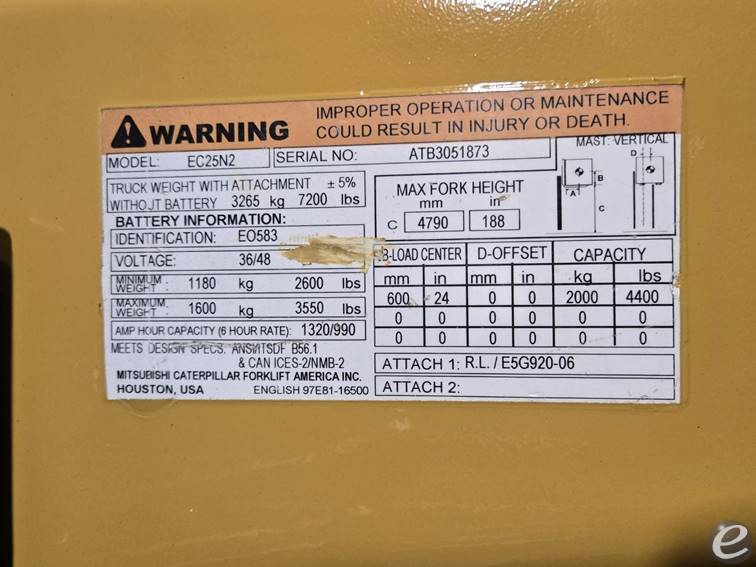 WARNING
IMPROPER OPERATION OR MAINTENANCE
COULD RESULT IN INJURY OR DEATH.
MODEL: EC25N2
SERIAL NO: ATB3051873
TRUCK WEIGHT WITH ATTACHMENT ± 5%
WITHOUT BATTERY 3265 kg 7200 lbs
BATTERY INFORMATION:
IDENTIFICATION: EO583
VOLTAGE: 36/48
MINIMUM WEIGHT 1180 kg 2600 lbs
MAXIMUM WEIGHT 1600 kg 3550 lbs
AMP HOUR CAPACITY (6 HOUR RATE): 1320/990
MEETS DESIGN SPECS. ANSI/ITSDF B56.1
& CAN ICES-2/NMB-2
MITSUBISHI CATERPILLAR FORKLIFT AMERICA INC.
HOUSTON, USA ENGLISH 97E81-16500
MAST: VERTICAL
B
A
C
D
MAX FORK HEIGHT
mm in
C 4790 188
B-LOAD CENTER D-OFFSET CAPACITY
mm in mm in kg lbs
600 24 0 0 2000 4400
0 0 0 0 0 0
0 0 0 0 0 0
ATTACH 1: R.L. / E5G920-06
ATTACH 2:
e